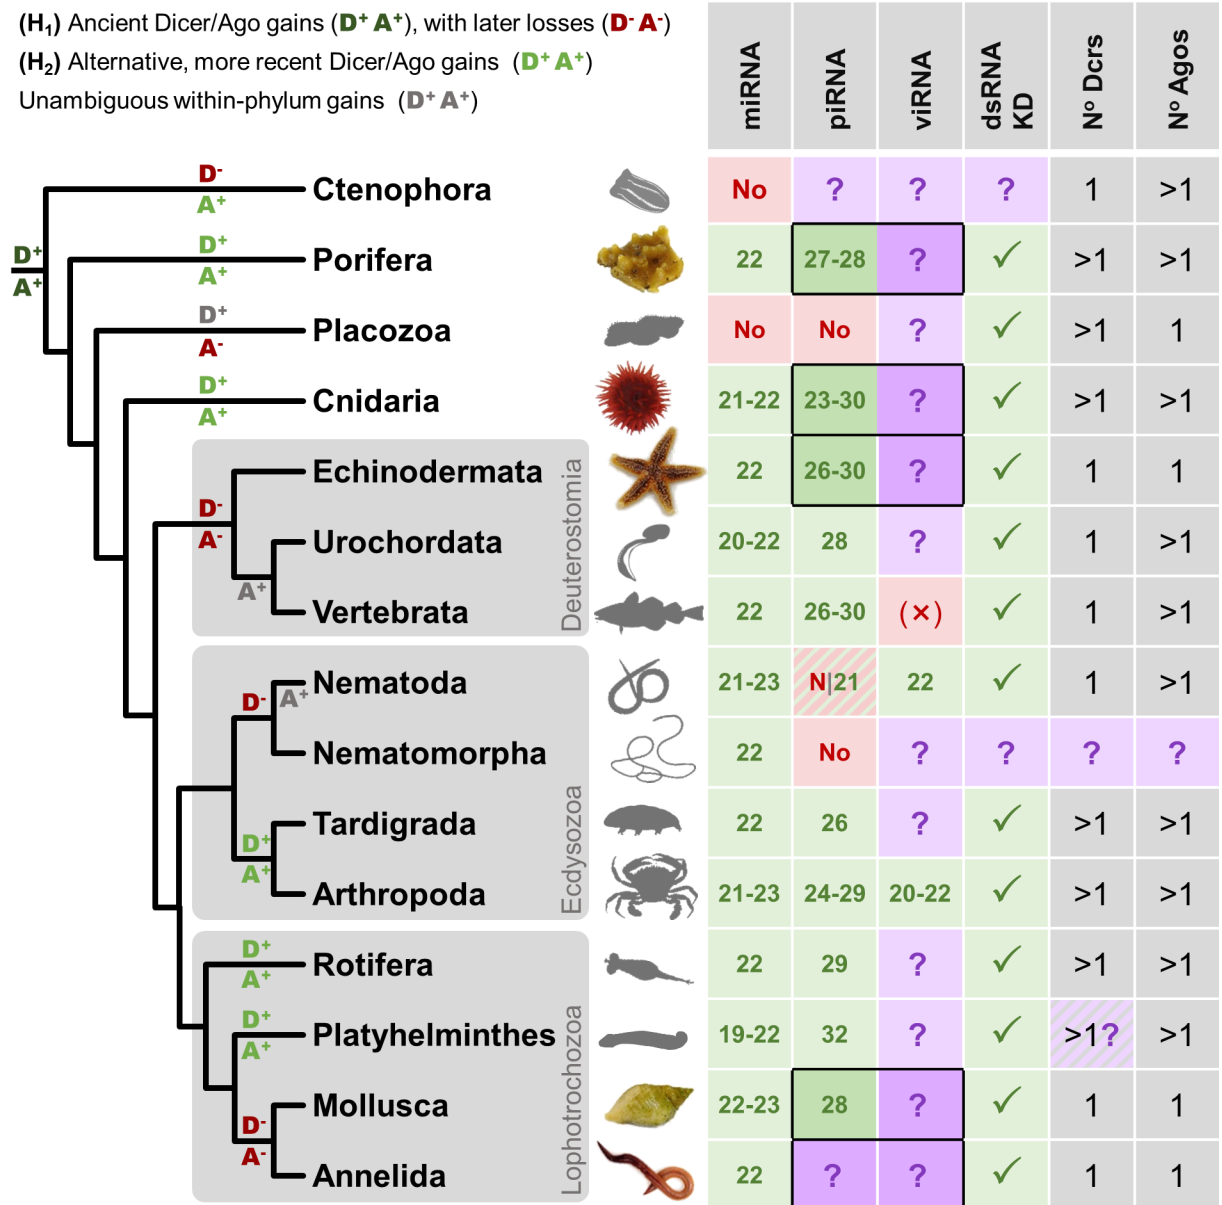 (H₁) Ancient Dicer/Ago gains (D⁺ A⁺), with later losses (D⁻ A⁻)
(H₂) Alternative, more recent Dicer/Ago gains (D⁺ A⁺)
Unambiguous within-phylum gains (D⁺ A⁺)
miRNA
piRNA
viRNA
dsRNA
KD
Nº Dcrs
Nº Agos
D⁺
A⁺
D⁻
A⁺
Ctenophora No ? ? ? 1 >1
D⁺
A⁺
Porifera 22 27-28 ? ✓ >1 >1
D⁺
A⁻
Placozoa No No ? ✓ >1 1
D⁺
A⁺
Cnidaria 21-22 23-30 ? ✓ >1 >1
Deuterostomia
D⁻
A⁻
Echinodermata 22 26-30 ? ✓ 1 1
Urochordata 20-22 28 ? ✓ 1 >1
A⁺
Vertebrata 22 26-30 (×) ✓ 1 >1
Ecdysozoa
D⁻
A⁺
Nematoda 21-23 N|21 22 ✓ 1 >1
Nematomorpha 22 No ? ? ? ?
D⁺
A⁺
Tardigrada 22 26 ? ✓ >1 >1
Arthropoda 21-23 24-29 20-22 ✓ >1 >1
Lophotrochozoa
D⁺
A⁺
Rotifera 22 29 ? ✓ >1 >1
D⁺
A⁺
Platyhelminthes 19-22 32 ? ✓ >1? >1
D⁻
A⁻
Mollusca 22-23 28 ? ✓ 1 1
Annelida 22 ? ? ✓ 1 1